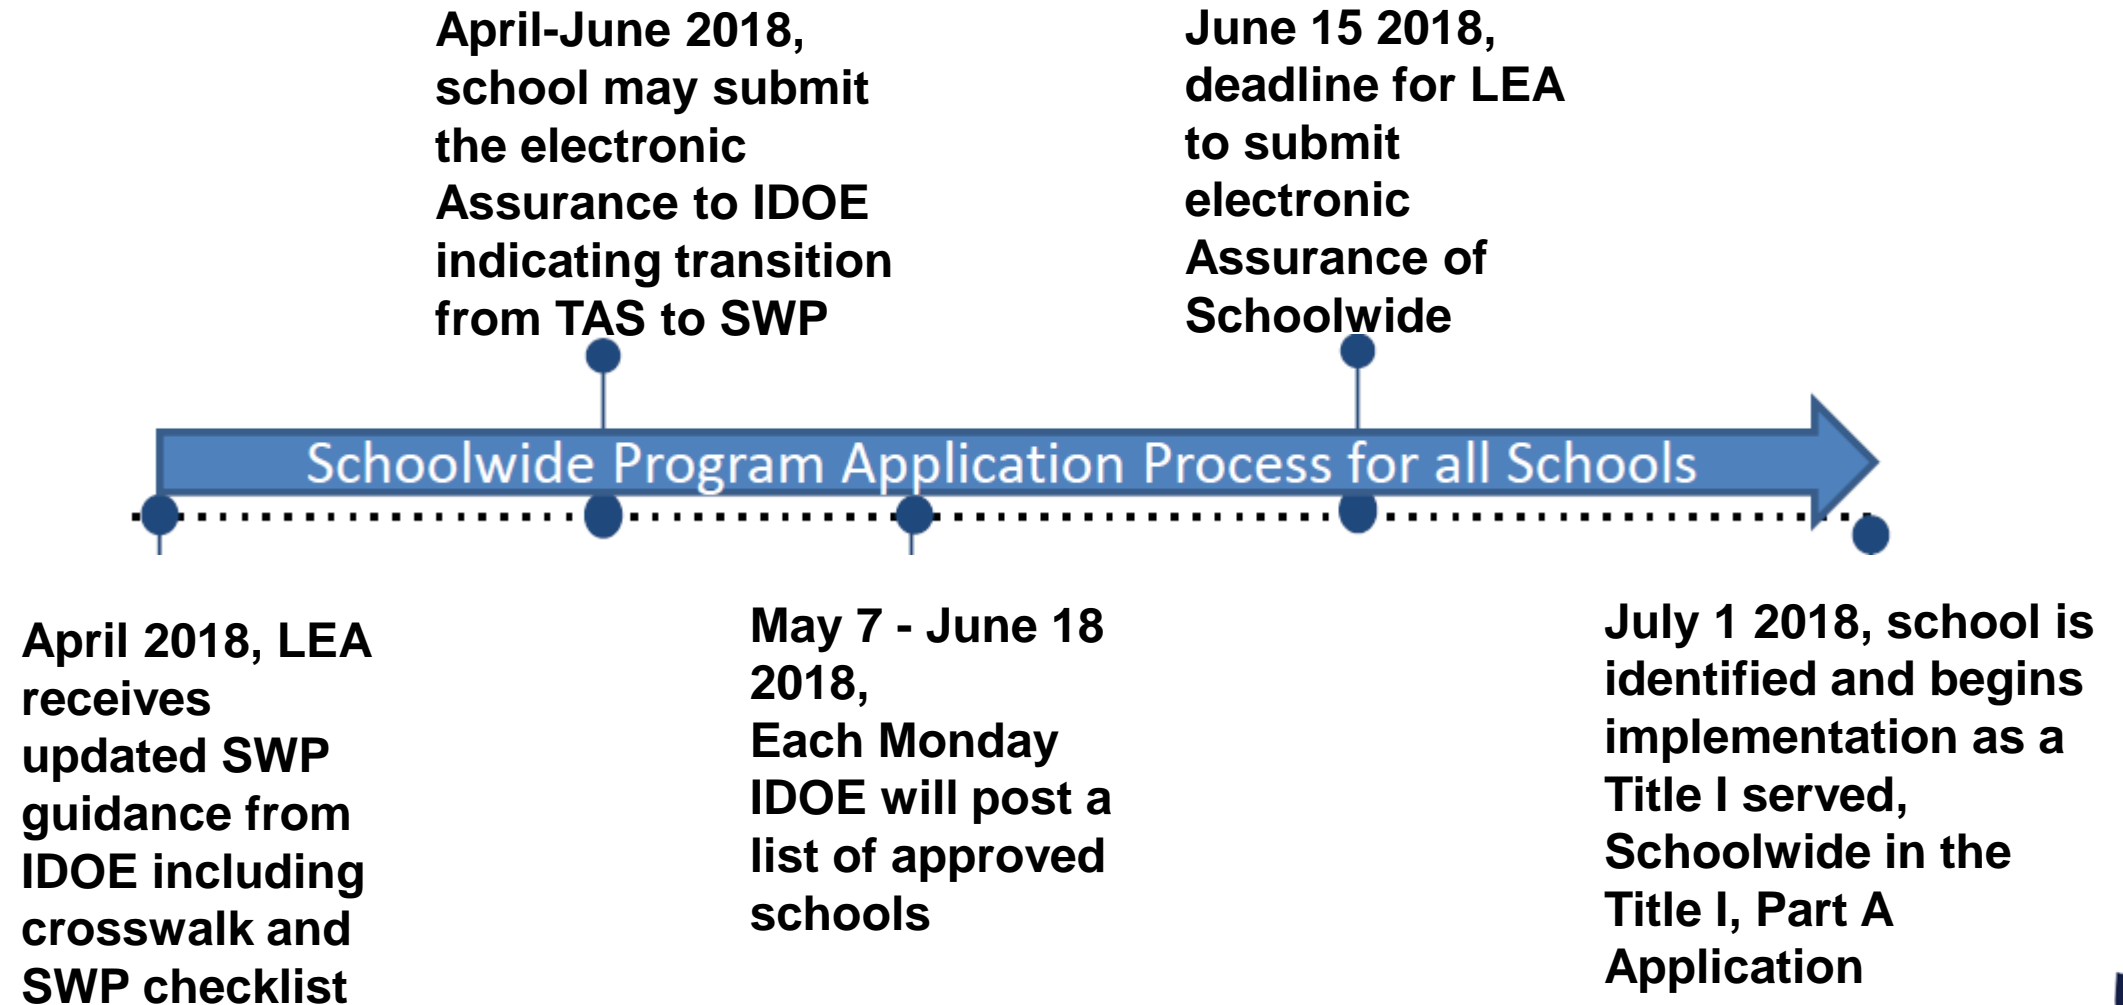 April-June 2018,
school may submit
the electronic
Assurance to IDOE
indicating transition
from TAS to SWP
June 15 2018,
deadline for LEA
to submit
electronic
Assurance of
Schoolwide
Schoolwide Program Application Process for all Schools
April 2018, LEA
receives
updated SWP
guidance from
IDOE including
crosswalk and
SWP checklist
May 7 - June 18
2018,
Each Monday
IDOE will post a
list of approved
schools
July 1 2018, school is
identified and begins
implementation as a
Title I served,
Schoolwide in the
Title I, Part A
Application